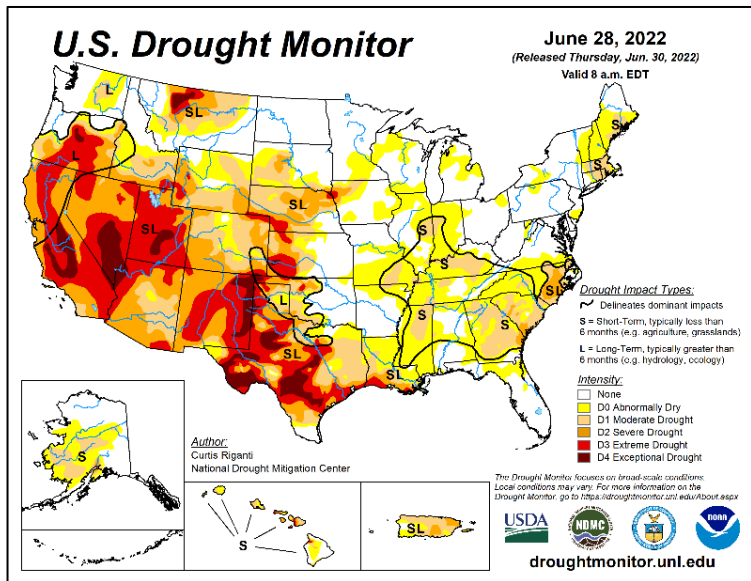 U.S. Drought Monitor
June 28, 2022
(Released Thursday, Jun. 30, 2022)
Valid 8 a.m. EDT
L
SL
S
L
S
SL
SL
S
S
L
SL
S
S
SL
SL
S
Drought Impact Types:
Delineates dominant impacts
S = Short-Term, typically less than
6 months (e.g. agriculture, grasslands)
L = Long-Term, typically greater than
6 months (e.g. hydrology, ecology)
Intensity:
None
D0 Abnormally Dry
D1 Moderate Drought
D2 Severe Drought
D3 Extreme Drought
D4 Exceptional Drought
Author:
Curtis Riganti
National Drought Mitigation Center
S
SL
The Drought Monitor focuses on broad-scale conditions.
Local conditions may vary. For more information on the
Drought Monitor, go to https://droughtmonitor.unl.edu/About.aspx
USDA
NDMC
NOAA
droughtmonitor.unl.edu